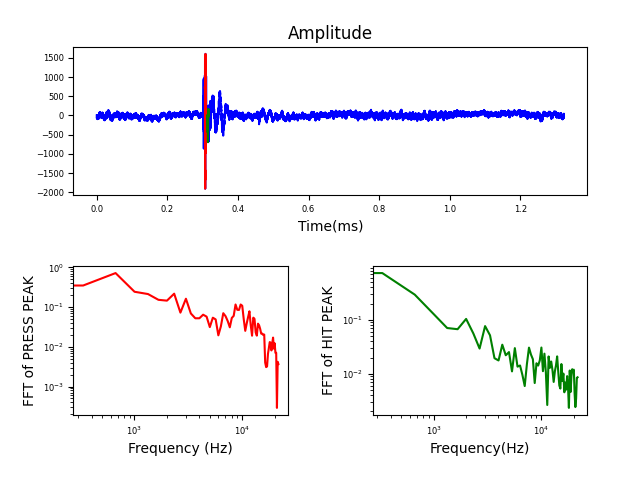 Amplitude
1500
1000
500
0
−500
−1000
−1500
−2000
0.0 0.2 0.4 0.6 0.8 1.0 1.2
Time(ms)
FFT of PRESS PEAK
10⁰
10⁻¹
10⁻²
10⁻³
10³ 10⁴
Frequency (Hz)
FFT of HIT PEAK
10⁻¹
10⁻²
10³ 10⁴
Frequency(Hz)